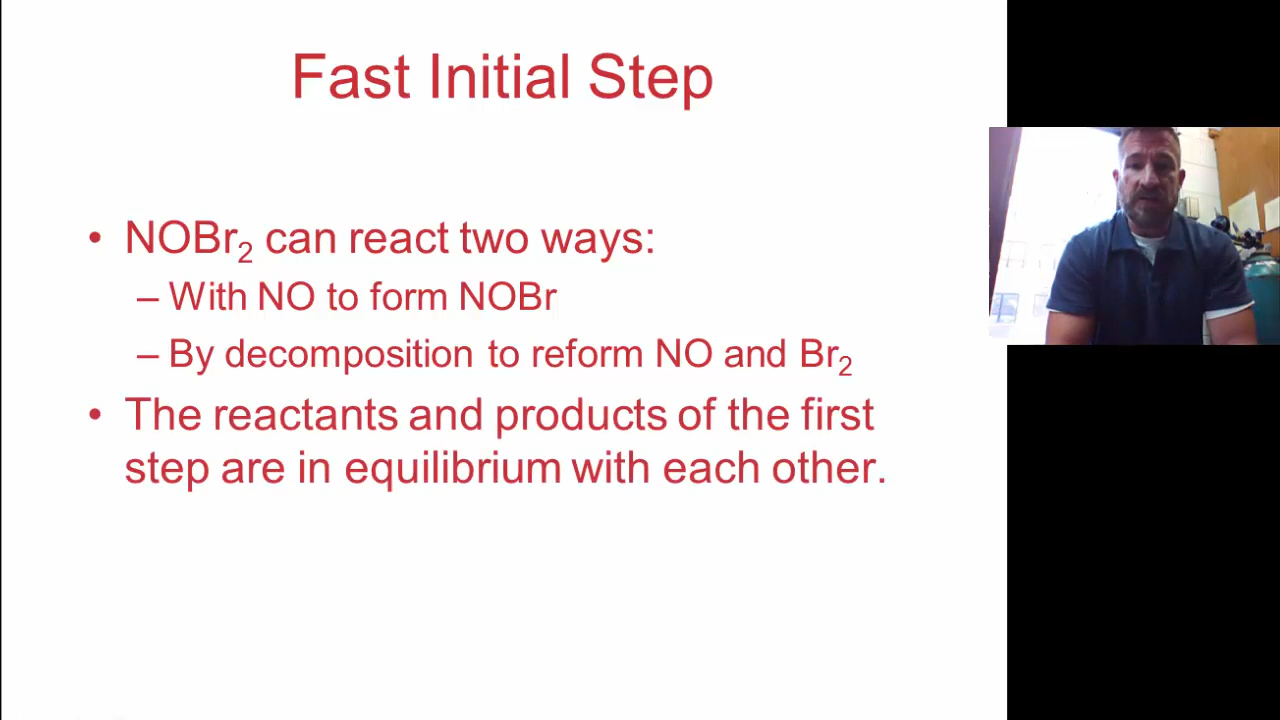 Fast Initial Step
• NOBr₂ can react two ways:
– With NO to form NOBr
– By decomposition to reform NO and Br₂
• The reactants and products of the first
step are in equilibrium with each other.